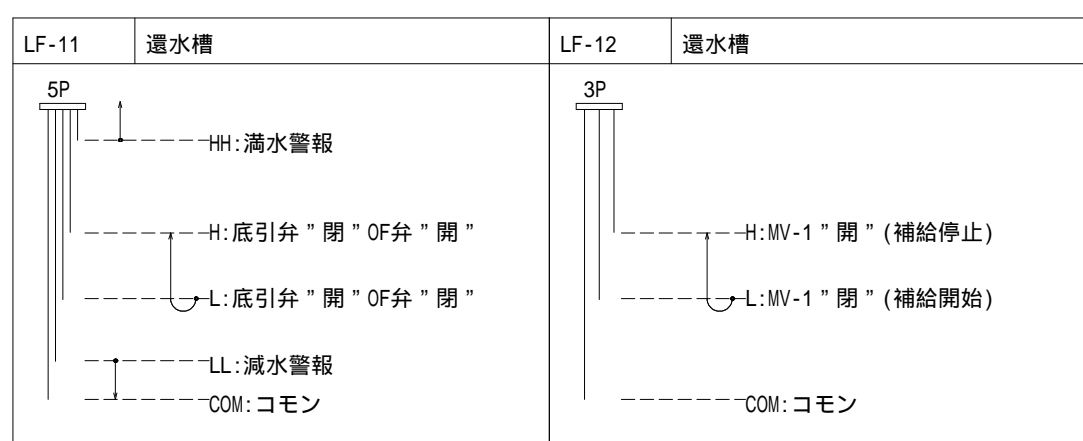 LF-11 還水槽
5P
HH:満水警報
H:底引弁”閉”OF弁”開”
L:底引弁”開”OF弁”閉”
LL:減水警報
COM:コモン
LF-12 還水槽
3P
H:MV-1”開”(補給停止)
L:MV-1”閉”(補給開始)
COM:コモン